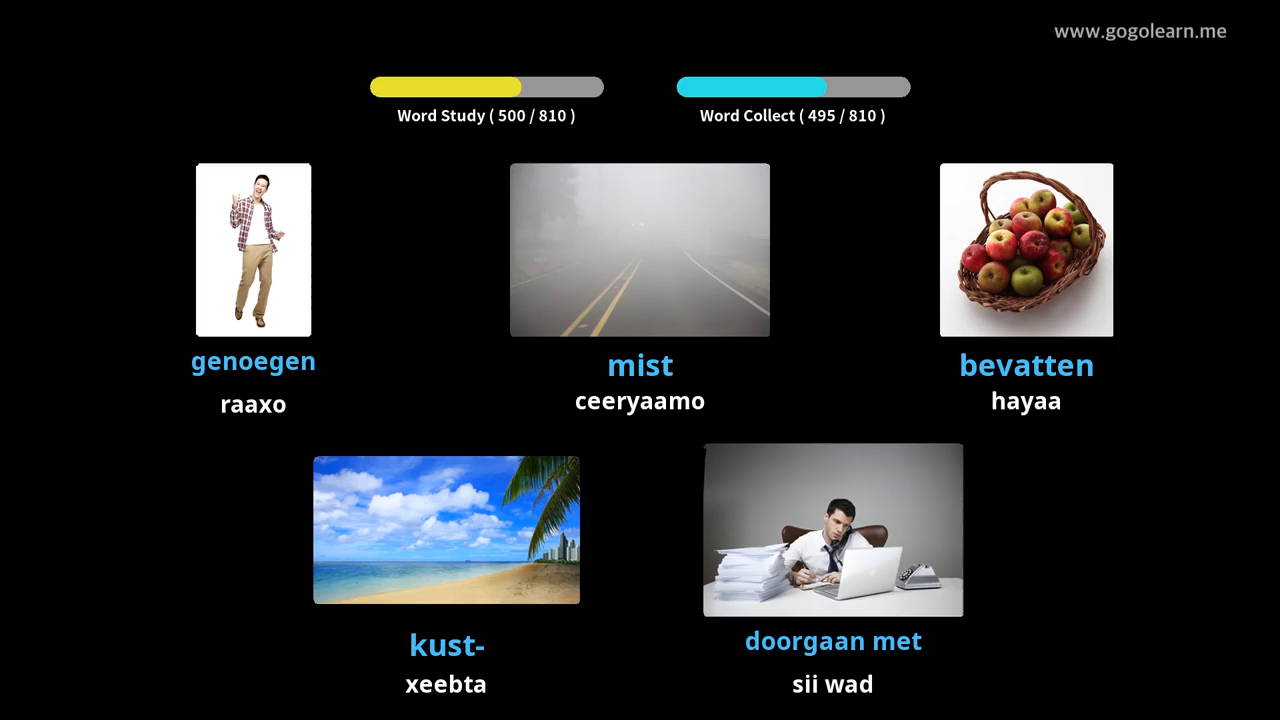 www.gogolearn.me
Word Study ( 500 / 810 )
Word Collect ( 495 / 810 )
genoegen
raaxo
mist
ceeryaamo
bevatten
hayaa
kust-
xeebta
doorgaan met
sii wad